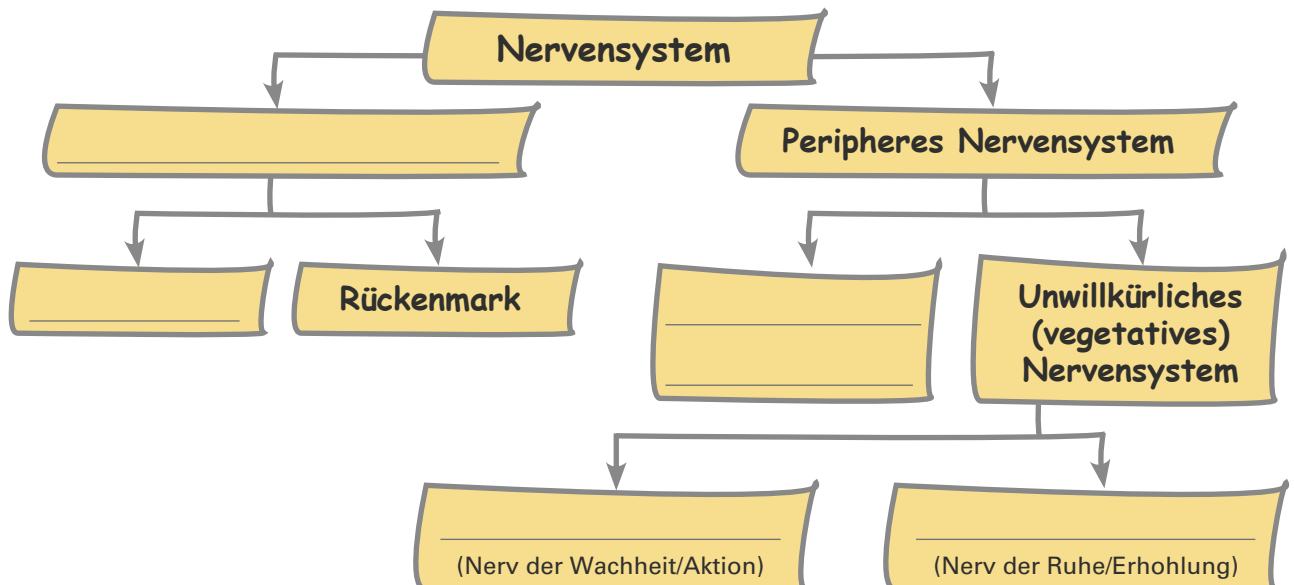 Nervensystem
Peripheres Nervensystem
Rückenmark
Unwillkürliches
(vegetatives)
Nervensystem
(Nerv der Wachheit/Aktion)
(Nerv der Ruhe/Erhohlung)